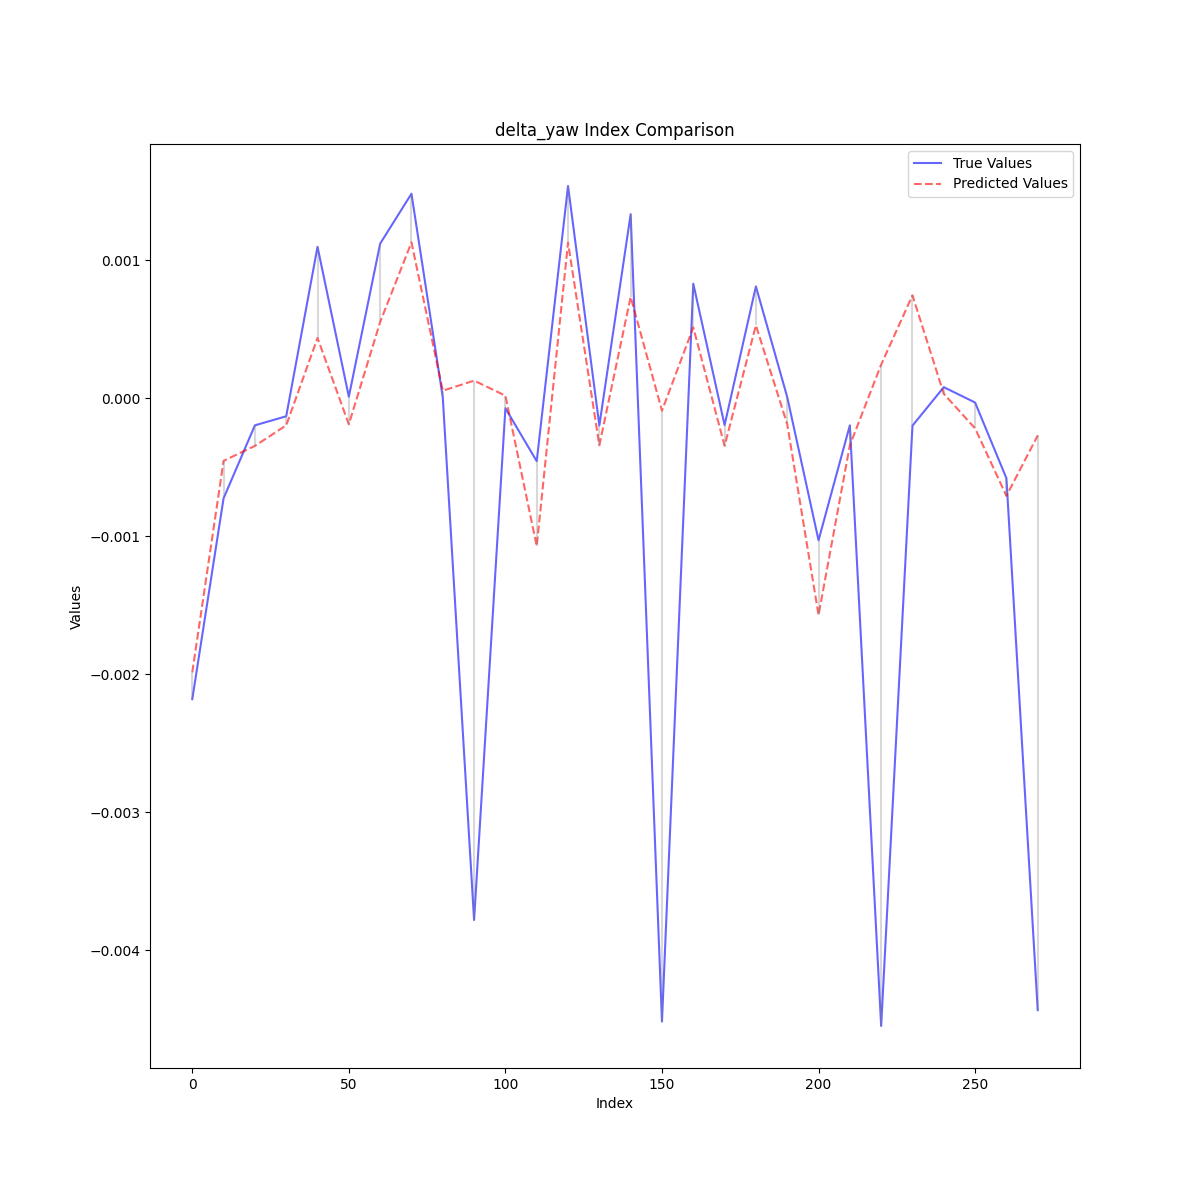 delta_yaw Index Comparison
True Values
Predicted Values
0.001
0.000
−0.001
−0.002
−0.003
−0.004
Values
0
50
100
150
200
250
Index